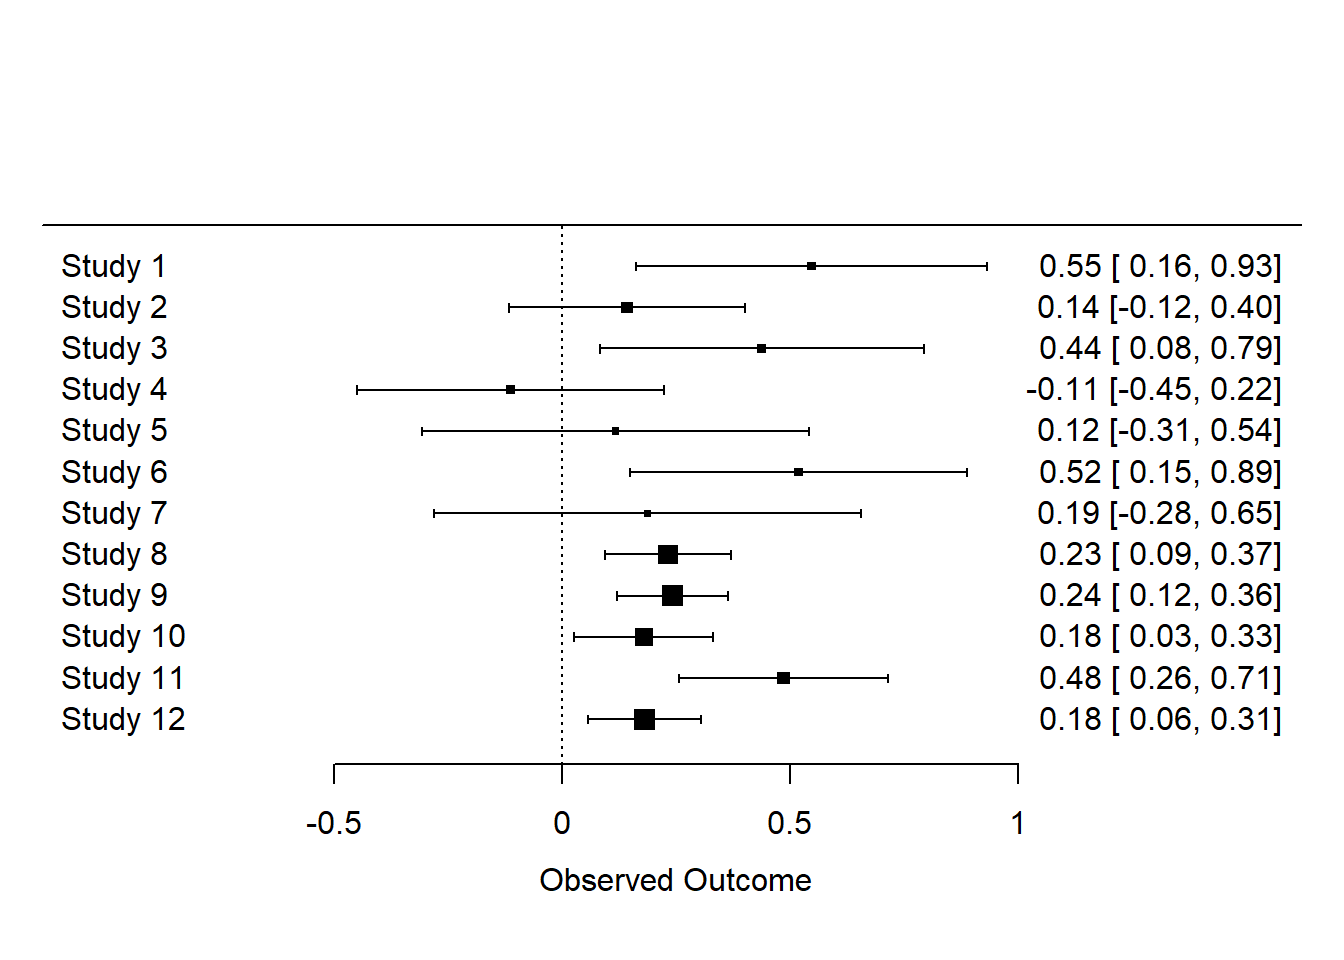 Study 1 0.55 [ 0.16, 0.93]
Study 2 0.14 [-0.12, 0.40]
Study 3 0.44 [ 0.08, 0.79]
Study 4 -0.11 [-0.45, 0.22]
Study 5 0.12 [-0.31, 0.54]
Study 6 0.52 [ 0.15, 0.89]
Study 7 0.19 [-0.28, 0.65]
Study 8 0.23 [ 0.09, 0.37]
Study 9 0.24 [ 0.12, 0.36]
Study 10 0.18 [ 0.03, 0.33]
Study 11 0.48 [ 0.26, 0.71]
Study 12 0.18 [ 0.06, 0.31]
-0.5 0 0.5 1
Observed Outcome